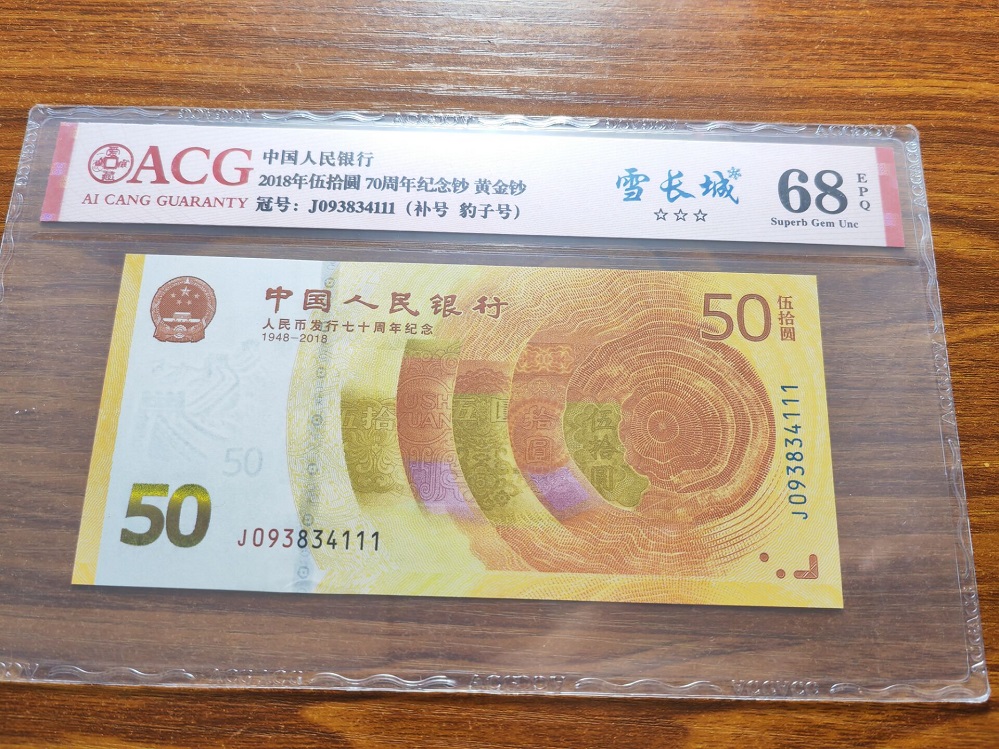 ACG
AI CANG GUARANTY
中国人民银行
2018年伍拾圆 70周年纪念钞 黄金钞
冠号：J093834111（补号 豹子号）
雪长城*
☆☆☆
68
EPQ
Superb Gem Unc
中国人民银行
人民币发行七十周年纪念
1948-2018
50
伍拾圆
50
50
J093834111
J093834111